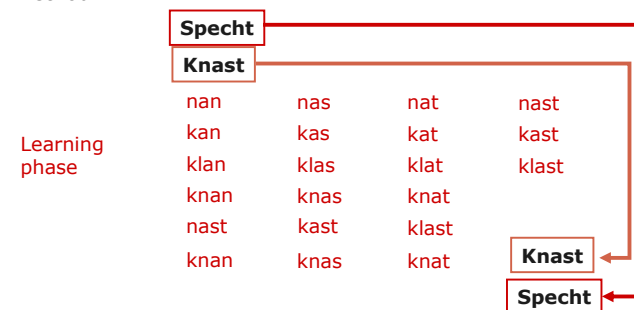 Specht
Knast
nan nas nat nast
kan kas kat kast
Learning
phase
klan klas klat klast
knan knas knat
nast kast klast
knan knas knat Knast
Specht